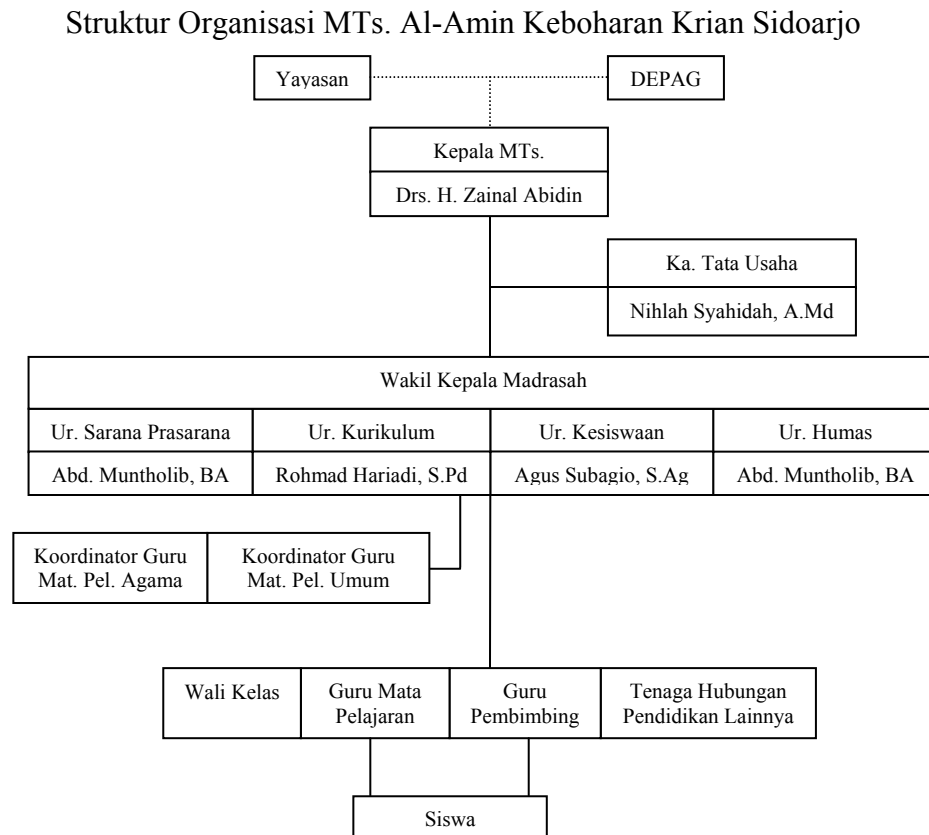 Struktur Organisasi MTs. Al-Amin Keboharan Krian Sidoarjo
Yayasan
DEPAG
Kepala MTs.
Drs. H. Zainal Abidin
Ka. Tata Usaha
Nihlah Syahidah, A.Md
Wakil Kepala Madrasah
Ur. Sarana Prasarana
Ur. Kurikulum
Ur. Kesiswaan
Ur. Humas
Abd. Muntholib, BA
Rohmad Hariadi, S.Pd
Agus Subagio, S.Ag
Abd. Muntholib, BA
Koordinator Guru
Mat. Pel. Agama
Koordinator Guru
Mat. Pel. Umum
Wali Kelas
Guru Mata
Pelajaran
Guru
Pembimbing
Tenaga Hubungan
Pendidikan Lainnya
Siswa